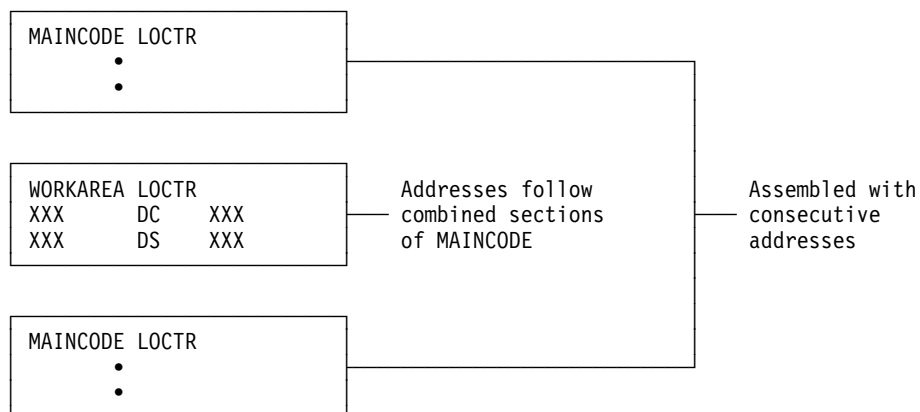 MAINCODE LOCTR
•
•
WORKAREA LOCTR
XXX DC XXX
XXX DS XXX
Addresses follow
combined sections
of MAINCODE
Assembled with
consecutive
addresses
MAINCODE LOCTR
•
•